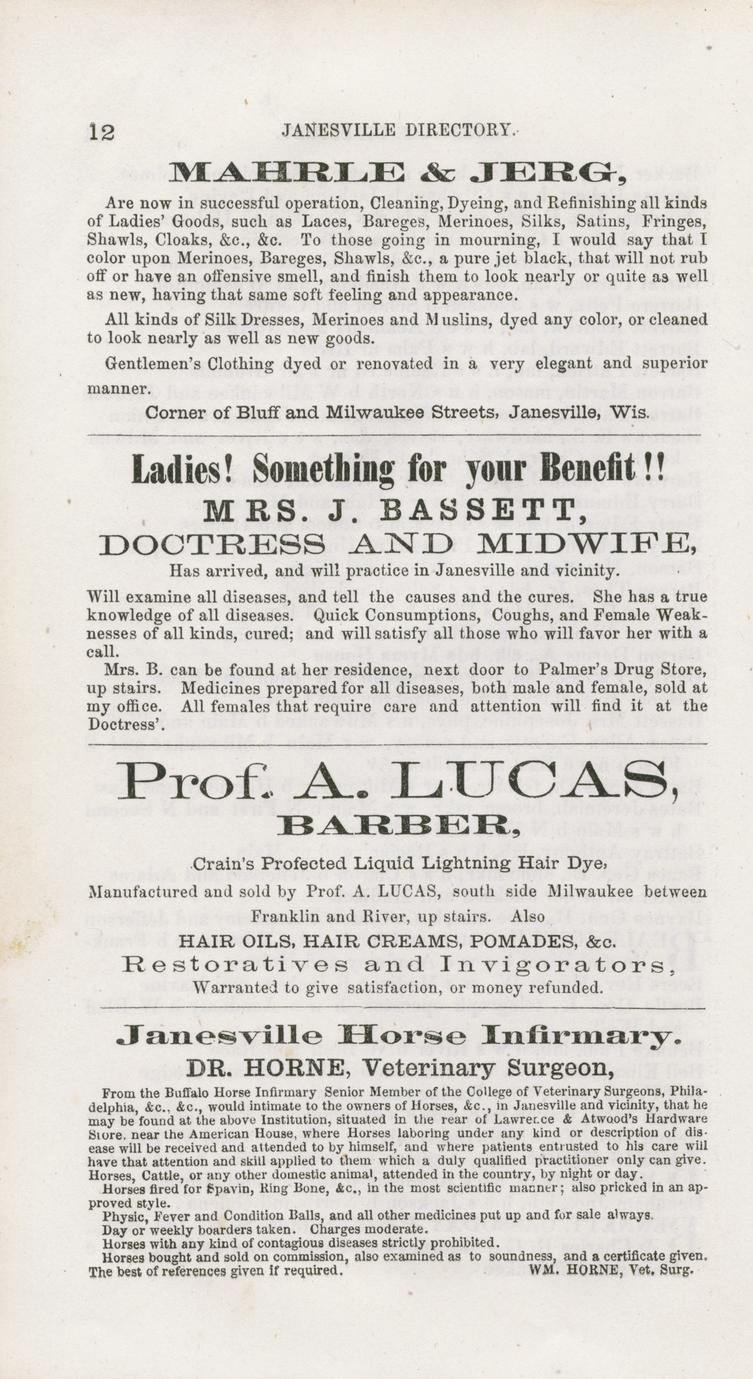 12 JANESVILLE DIRECTORY.
MAHRLE & JERG,
Are now in successful operation, Cleaning, Dyeing, and Refinishing all kinds
of Ladies' Goods, such as Laces, Bareges, Merinoes, Silks, Satins, Fringes,
Shawls, Cloaks, &c., &c. To those going in mourning, I would say that I
color upon Merinoes, Bareges, Shawls, &c., a pure jet black, that will not rub
off or have an offensive smell, and finish them to look nearly or quite as well
as new, having that same soft feeling and appearance.
All kinds of Silk Dresses, Merinoes and Muslins, dyed any color, or cleaned
to look nearly as well as new goods.
Gentlemen's Clothing dyed or renovated in a very elegant and superior
manner.
Corner of Bluff and Milwaukee Streets, Janesville, Wis.
Ladies! Something for your Benefit!!
MRS. J. BASSETT,
DOCTRESS AND MIDWIFE,
Has arrived, and will practice in Janesville and vicinity.
Will examine all diseases, and tell the causes and the cures. She has a true
knowledge of all diseases. Quick Consumptions, Coughs, and Female Weak-
nesses of all kinds, cured; and will satisfy all those who will favor her with a
call.
Mrs. B. can be found at her residence, next door to Palmer's Drug Store,
up stairs. Medicines prepared for all diseases, both male and female, sold at
my office. All females that require care and attention will find it at the
Doctress'.
Prof. A. LUCAS,
BARBER,
Crain's Profected Liquid Lightning Hair Dye,
Manufactured and sold by Prof. A. LUCAS, south side Milwaukee between
Franklin and River, up stairs. Also
HAIR OILS, HAIR CREAMS, POMADES, &c.
Restoratives and Invigorators,
Warranted to give satisfaction, or money refunded.
Janesville Horse Infirmary.
DR. HORNE, Veterinary Surgeon,
From the Buffalo Horse Infirmary Senior Member of the College of Veterinary Surgeons, Phila-
delphia, &c., &c., would intimate to the owners of Horses, &c., in Janesville and vicinity, that he
may be found at the above Institution, situated in the rear of Lawrence & Atwood's Hardware
Store, near the American House, where Horses laboring under any kind or description of dis-
ease will be received and attended to by himself, and where patients entrusted to his care will
have that attention and skill applied to them which a duly qualified practitioner only can give.
Horses, Cattle, or any other domestic animal, attended in the country, by night or day.
Horses fired for Spavin, Ring Bone, &c., in the most scientific manner; also pricked in an ap-
proved style.
Physic, Fever and Condition Balls, and all other medicines put up and for sale always.
Day or weekly boarders taken. Charges moderate.
Horses with any kind of contagious diseases strictly prohibited.
Horses bought and sold on commission, also examined as to soundness, and a certificate given.
The best of references given if required. WM. HORNE, Vet. Surg.